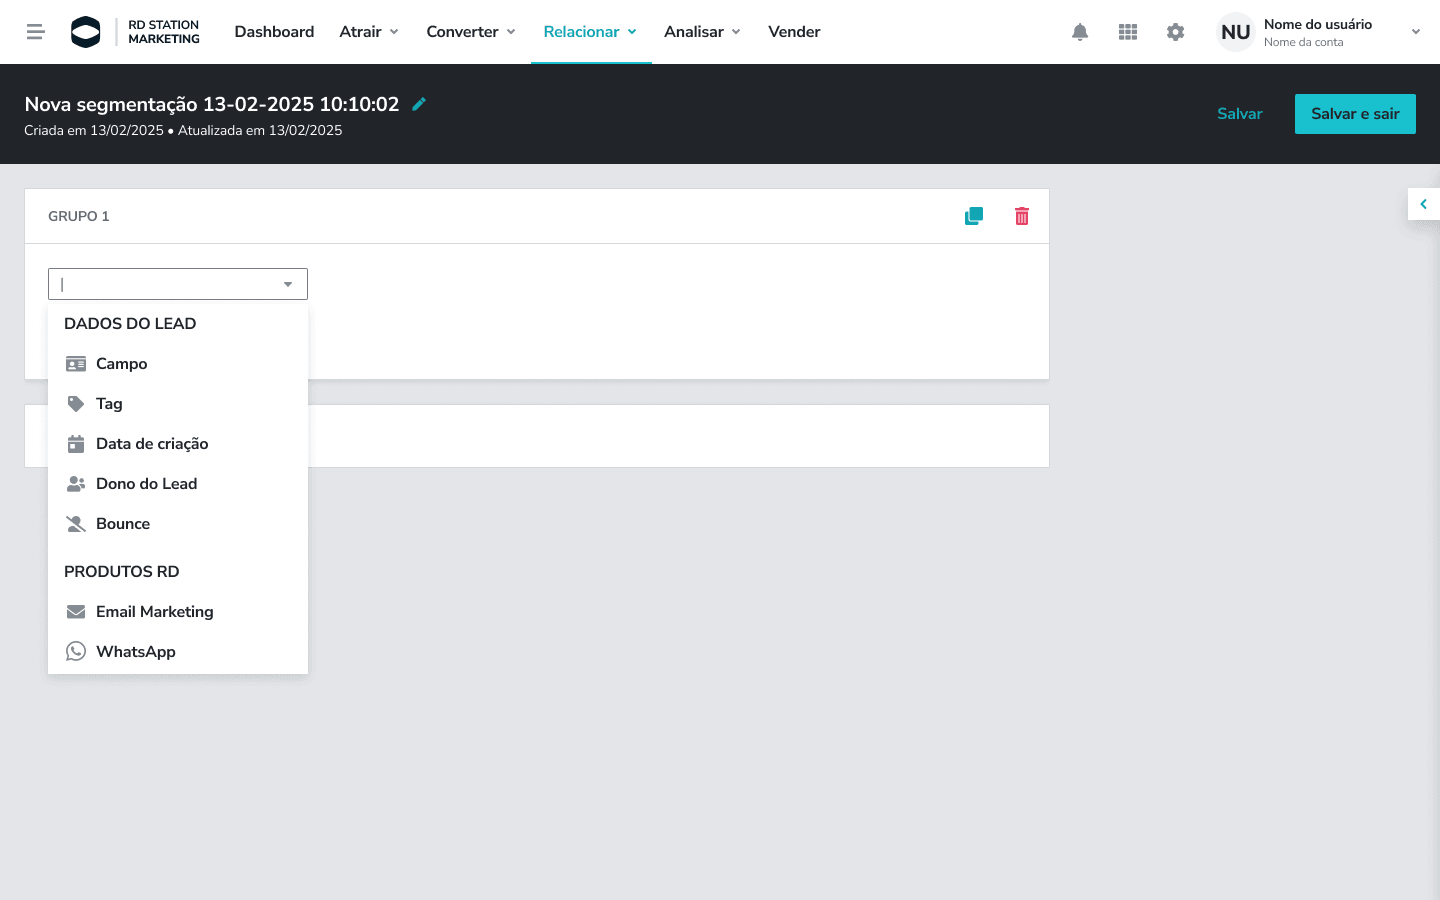 RD STATION
MARKETING
Dashboard
Atrair
Converter
Relacionar
Analisar
Vender
NU
Nome do usuário
Nome da conta
Nova segmentação 13-02-2025 10:10:02
Criada em 13/02/2025 • Atualizada em 13/02/2025
Salvar
Salvar e sair
GRUPO 1
DADOS DO LEAD
Campo
Tag
Data de criação
Dono do Lead
Bounce
PRODUTOS RD
Email Marketing
WhatsApp